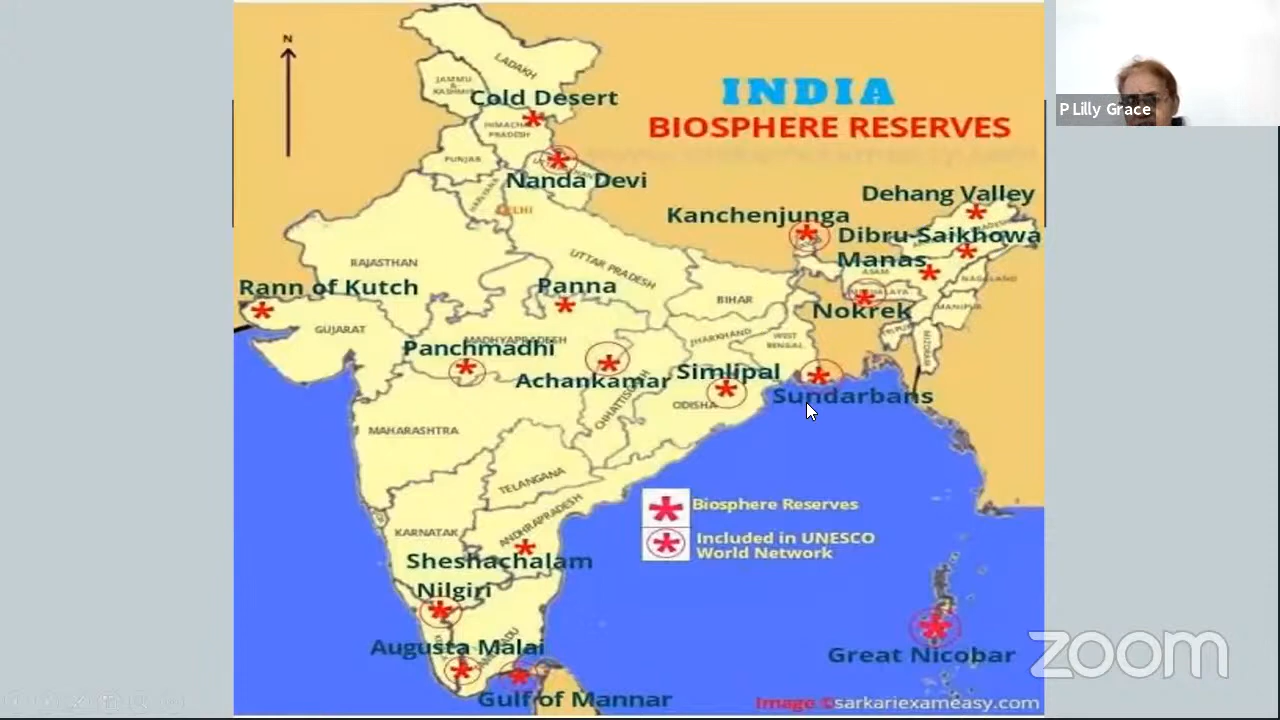 N
LADAKH
JAMMU
&
KASHMIR
Cold Desert
HIMACHAL
PRADESH
PUNJAB
Nanda Devi
HARYANA
DELHI
INDIA
BIOSPHERE RESERVES
P Lilly Grace
Dehang Valley
Kanchenjunga
Dibru-Saikhowa
Manas
ASAM
NAGALAND
Nokrek
MANIPUR
RAJASTHAN
UTTAR PRADESH
Rann of Kutch
Panna
BIHAR
GUJARAT
MADHYAPRADESH
JHARKHAND
WEST
BENGAL
Panchmadhi
Achankamar
Simlipal
Sundarbans
CHHATTISGARH
ODISHA
MAHARASHTRA
TELANGANA
KARNATAK
ANDHRAPRADESH
Biosphere Reserves
Included in UNESCO
World Network
Sheshachalam
Nilgiri
Augusta Malai
Gulf of Mannar
Great Nicobar
zoom
Image ©sarkariexameasy.com